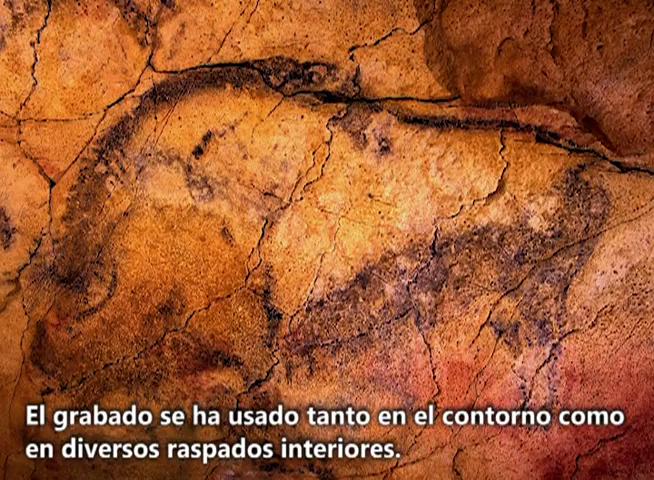 El grabado se ha usado tanto en el contorno como
en diversos raspados interiores.